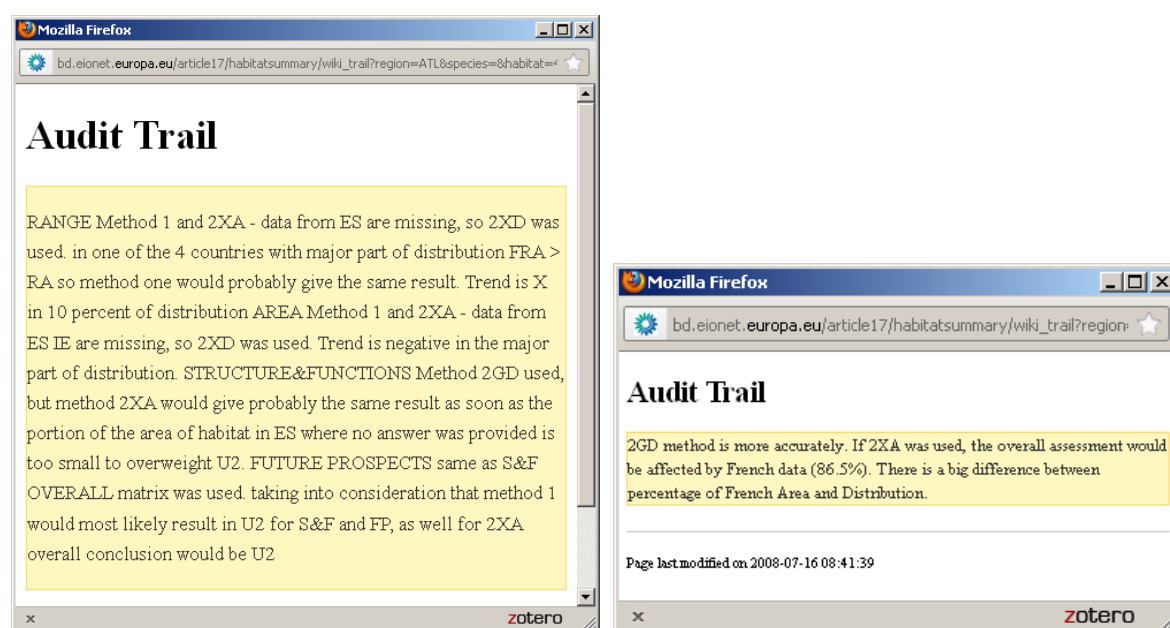 Mozilla Firefox
bd.eionet.europa.eu/article17/habitatsummary/wiki_trail?region=ATL&species=&habitat=
Audit Trail
RANGE Method 1 and 2XA - data from ES are missing, so 2XD was
used. in one of the 4 countries with major part of distribution FRA >
RA so method one would probably give the same result. Trend is X
in 10 percent of distribution AREA Method 1 and 2XA - data from
ES IE are missing, so 2XD was used. Trend is negative in the major
part of distribution. STRUCTURE&FUNCTIONS Method 2GD used,
but method 2XA would give probably the same result as soon as the
portion of the area of habitat in ES where no answer was provided is
too small to overweight U2. FUTURE PROSPECTS same as S&F
OVERALL matrix was used. taking into consideration that method 1
would most likely result in U2 for S&F and FP, as well for 2XA
overall conclusion would be U2
x zotero
Mozilla Firefox
bd.eionet.europa.eu/article17/habitatsummary/wiki_trail?region
Audit Trail
2GD method is more accurately. If 2XA was used, the overall assessment would
be affected by French data (86.5%). There is a big difference between
percentage of French Area and Distribution.
Page last modified on 2008-07-16 08:41:39
x zotero